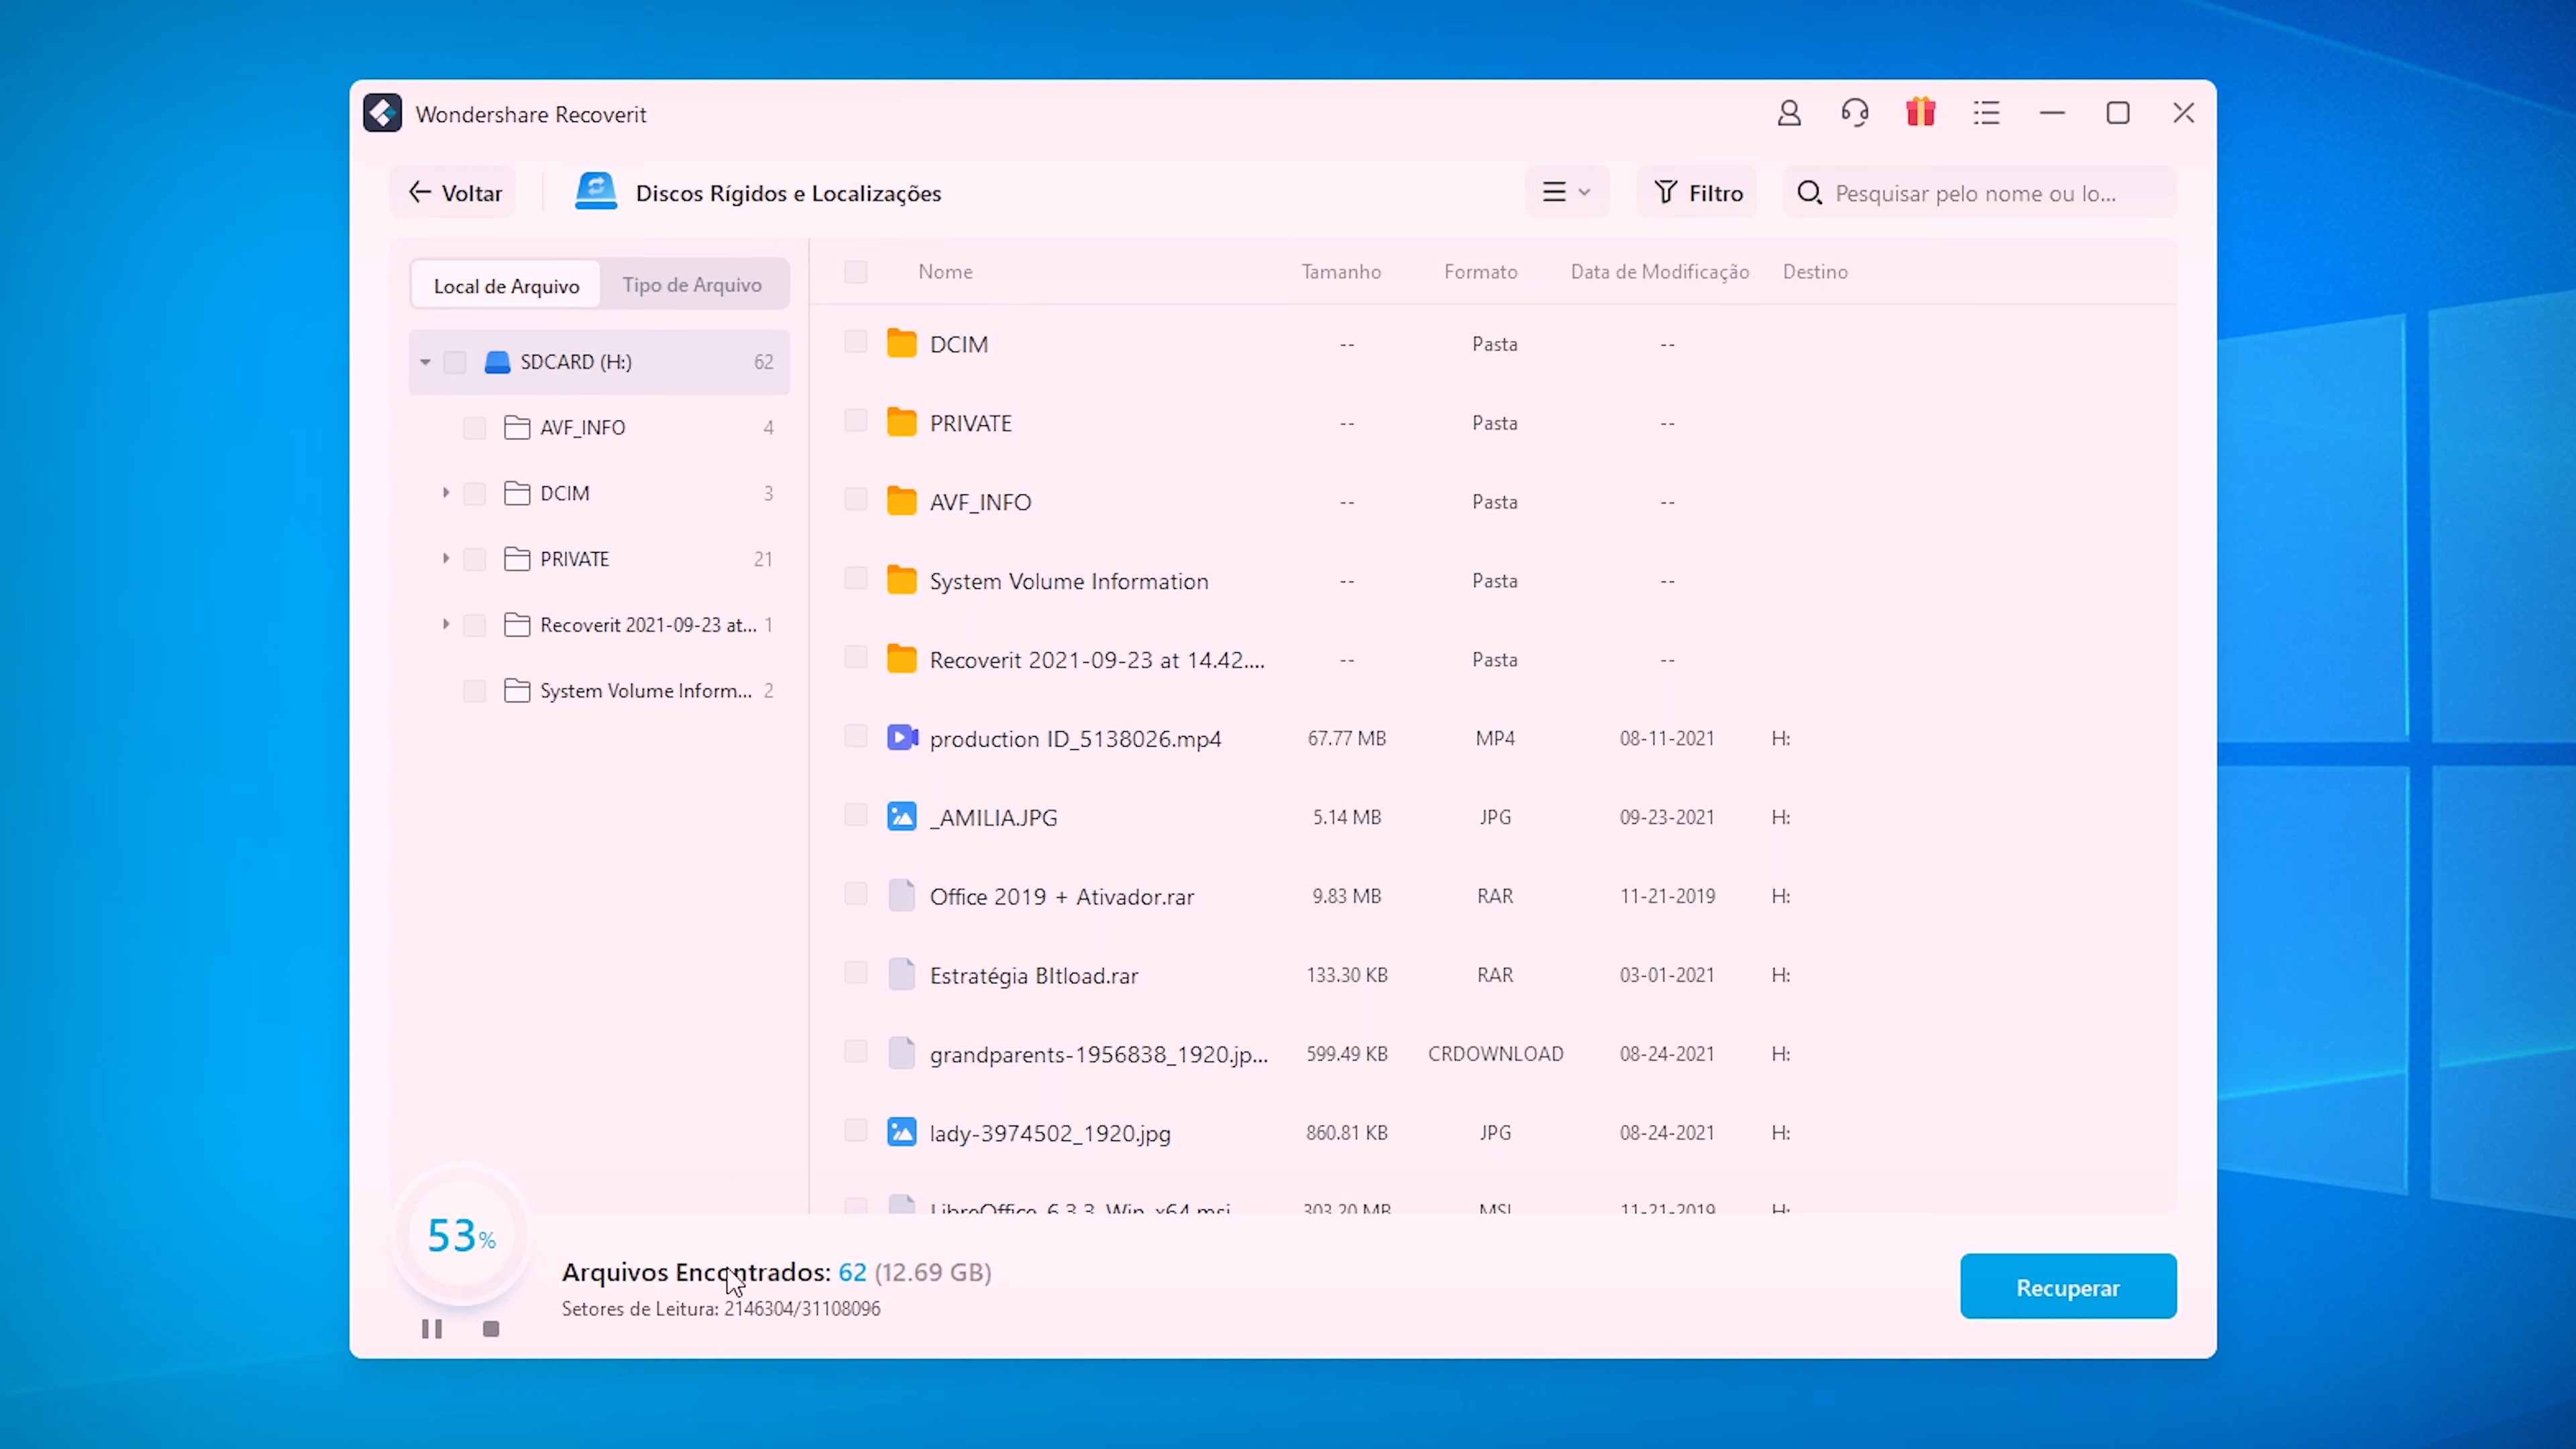 Wondershare Recoverit
Voltar
Discos Rígidos e Localizações
Filtro
Pesquisar pelo nome ou lo...
Local de Arquivo
Tipo de Arquivo
SDCARD (H:) 62
AVF_INFO 4
DCIM 3
PRIVATE 21
Recoverit 2021-09-23 at... 1
System Volume Inform... 2
Nome Tamanho Formato Data de Modificação Destino
DCIM -- Pasta --
PRIVATE -- Pasta --
AVF_INFO -- Pasta --
System Volume Information -- Pasta --
Recoverit 2021-09-23 at 14.42.... -- Pasta --
production ID_5138026.mp4 67.77 MB MP4 08-11-2021 H:
_AMILIA.JPG 5.14 MB JPG 09-23-2021 H:
Office 2019 + Ativador.rar 9.83 MB RAR 11-21-2019 H:
Estratégia BItload.rar 133.30 KB RAR 03-01-2021 H:
grandparents-1956838_1920.jp... 599.49 KB CRDOWNLOAD 08-24-2021 H:
lady-3974502_1920.jpg 860.81 KB JPG 08-24-2021 H:
LibreOffice_6.3.3_Win_x64.msi 303.20 MB MSI 11-21-2019 H:
53%
Arquivos Encontrados: 62 (12.69 GB)
Setores de Leitura: 2146304/31108096
Recuperar